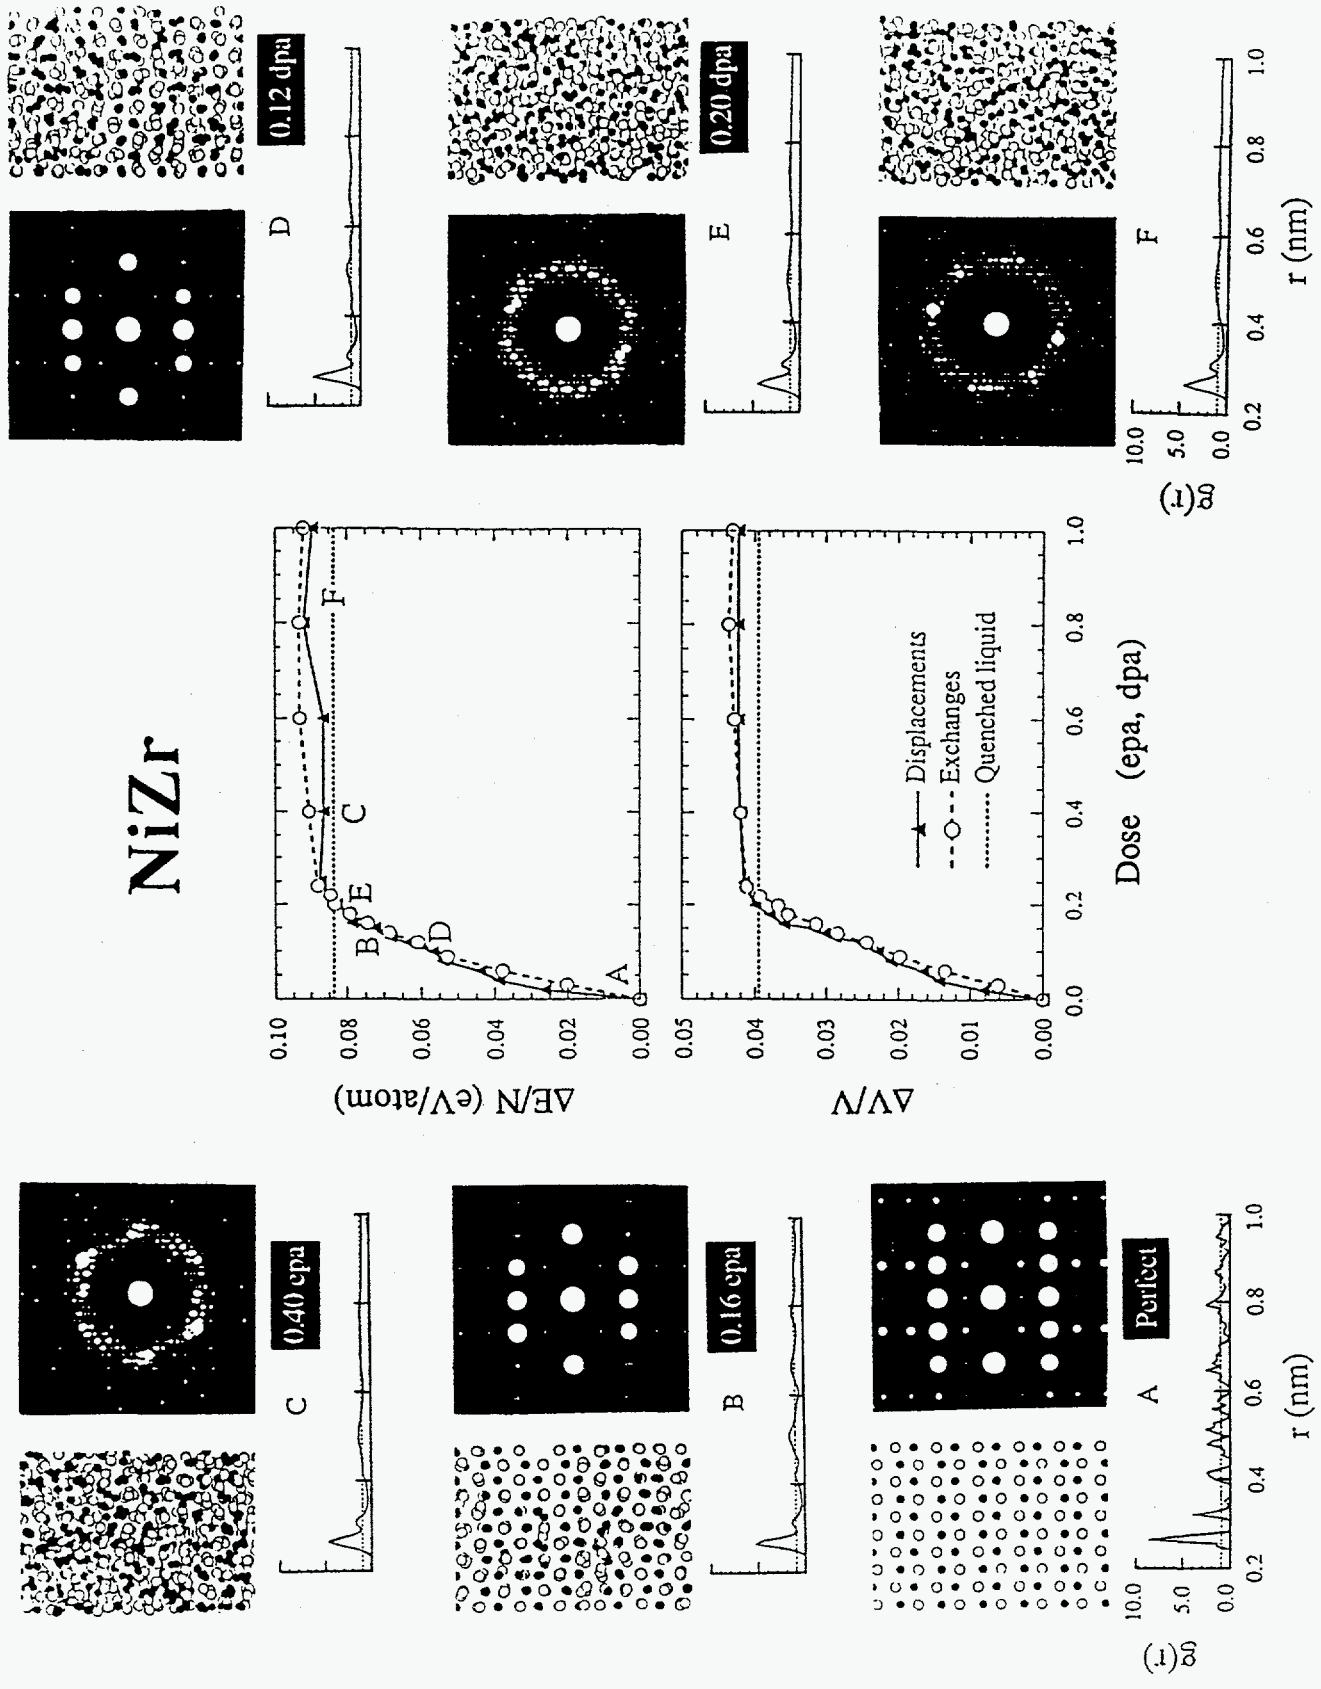 NiZr
C
0.40 epa
B
0.16 epa
A
Perfect
10.0
5.0
0.0
g(r)
0.2
0.4
0.6
0.8
1.0
r (nm)
0.10
0.08
0.06
0.04
0.02
0.00
ΔE/N (eV/atom)
A
B
D
E
C
F
0.05
0.04
0.03
0.02
0.01
0.00
ΔV/V
Displacements
Exchanges
Quenched liquid
0.0
0.2
0.4
0.6
0.8
1.0
Dose (epa, dpa)
D
0.12 dpa
E
0.20 dpa
F
10.0
5.0
0.0
g(r)
0.2
0.4
0.6
0.8
1.0
r (nm)